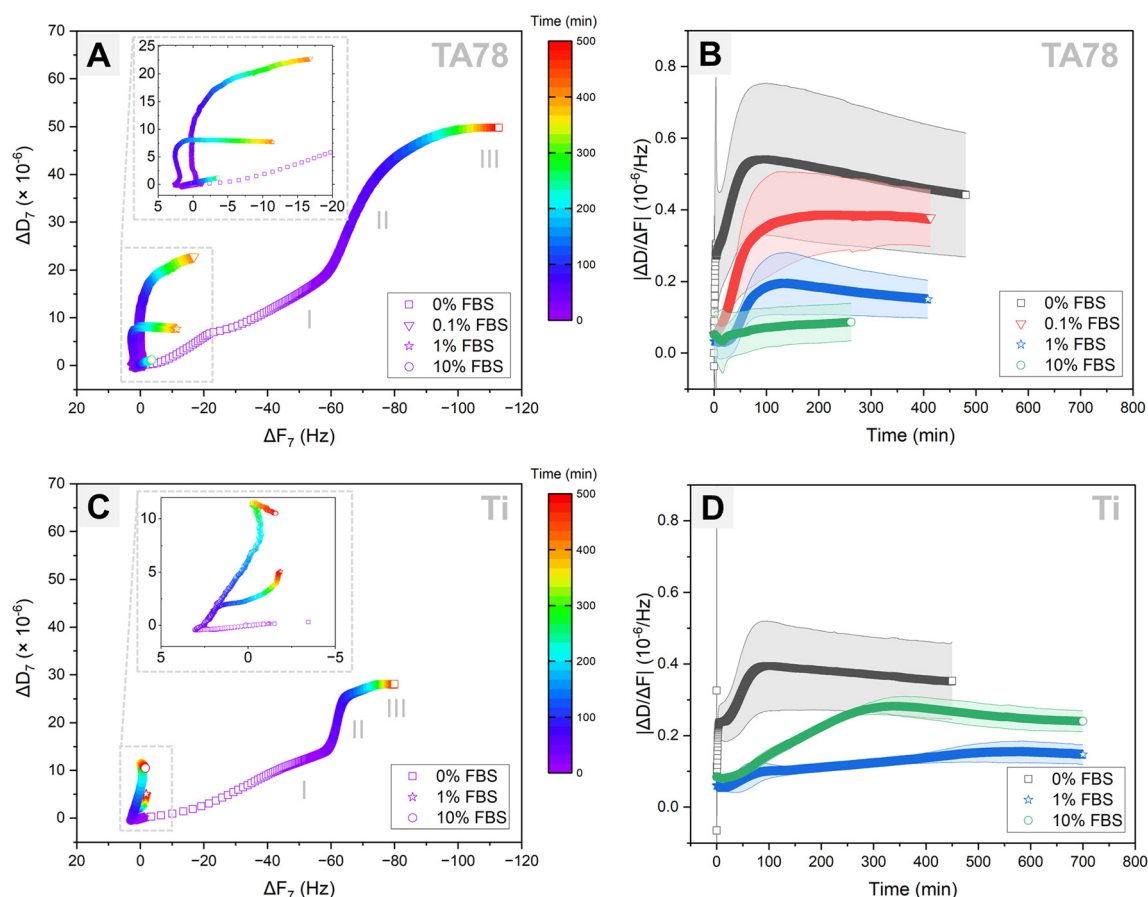 A
TA78
Time (min)
500
400
300
200
100
0
70
60
50
40
30
20
10
0
ΔD₇ (× 10⁻⁶)
25
20
15
10
5
0
5
0
−5
−10
−15
−20
I
II
III
0% FBS
0.1% FBS
1% FBS
10% FBS
20
0
−20
−40
−60
−80
−100
−120
ΔF₇ (Hz)
B
TA78
|ΔD/ΔF| (10⁻⁶/Hz)
0.8
0.6
0.4
0.2
0.0
0% FBS
0.1% FBS
1% FBS
10% FBS
0
100
200
300
400
500
600
700
800
Time (min)
C
Ti
Time (min)
500
400
300
200
100
0
70
60
50
40
30
20
10
0
ΔD₇ (× 10⁻⁶)
10
5
0
5
0
−5
I
II
III
0% FBS
1% FBS
10% FBS
20
0
−20
−40
−60
−80
−100
−120
ΔF₇ (Hz)
D
Ti
|ΔD/ΔF| (10⁻⁶/Hz)
0.8
0.6
0.4
0.2
0.0
0% FBS
1% FBS
10% FBS
0
100
200
300
400
500
600
700
800
Time (min)